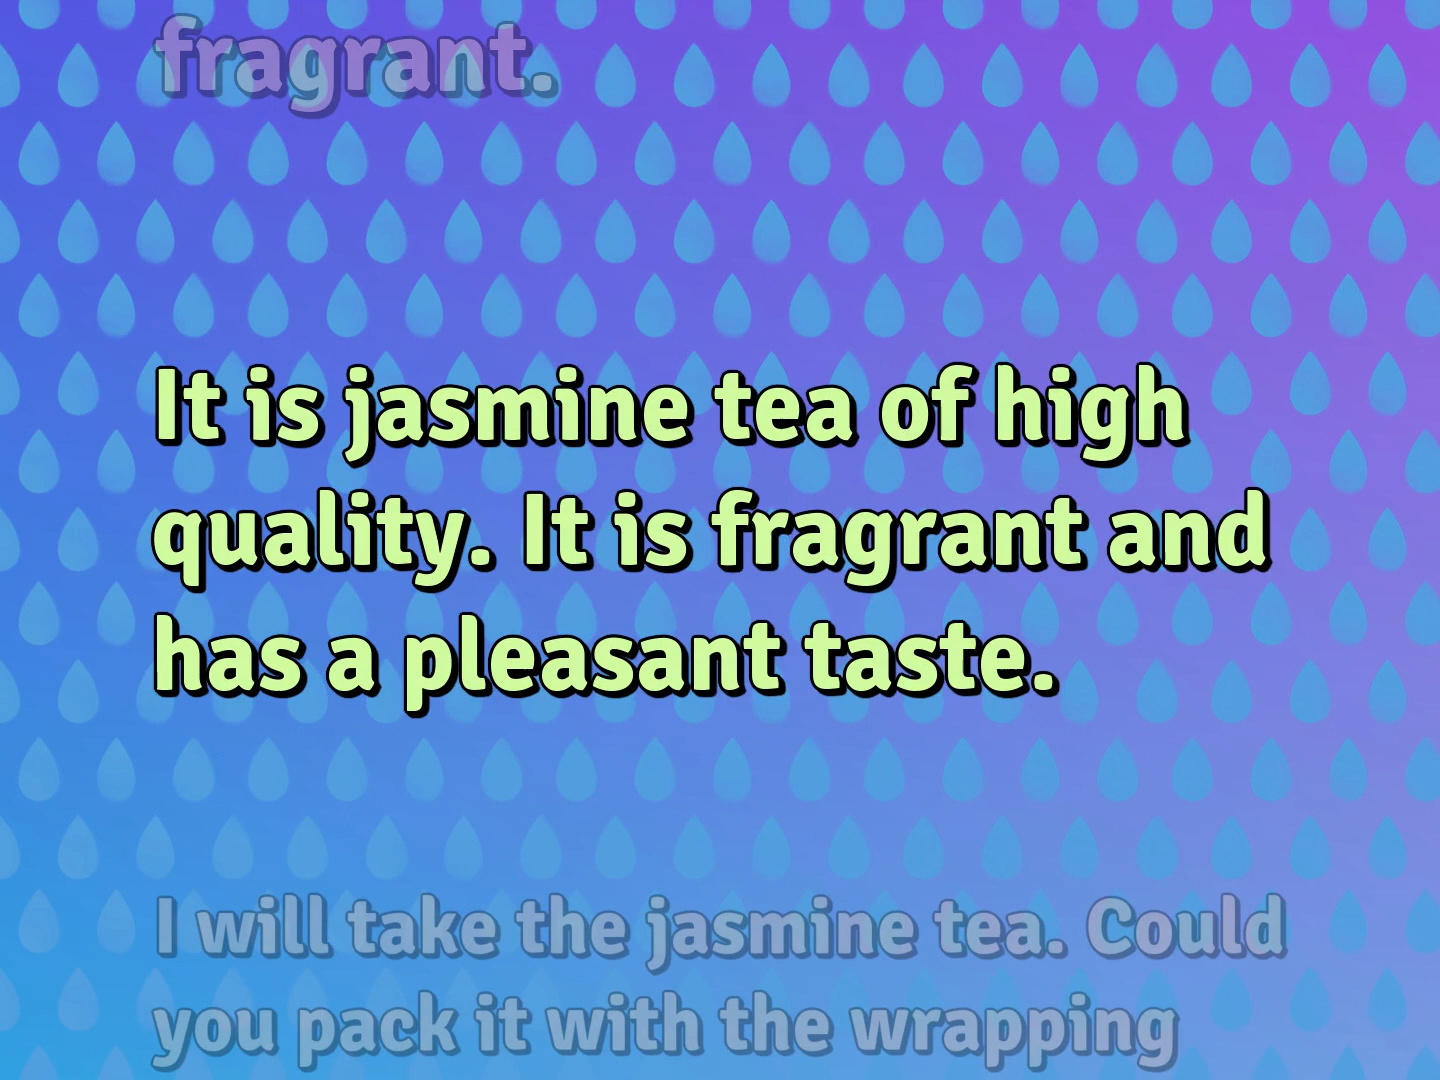 fragrant.
It is jasmine tea of high
quality. It is fragrant and
has a pleasant taste.
I will take the jasmine tea. Could
you pack it with the wrapping